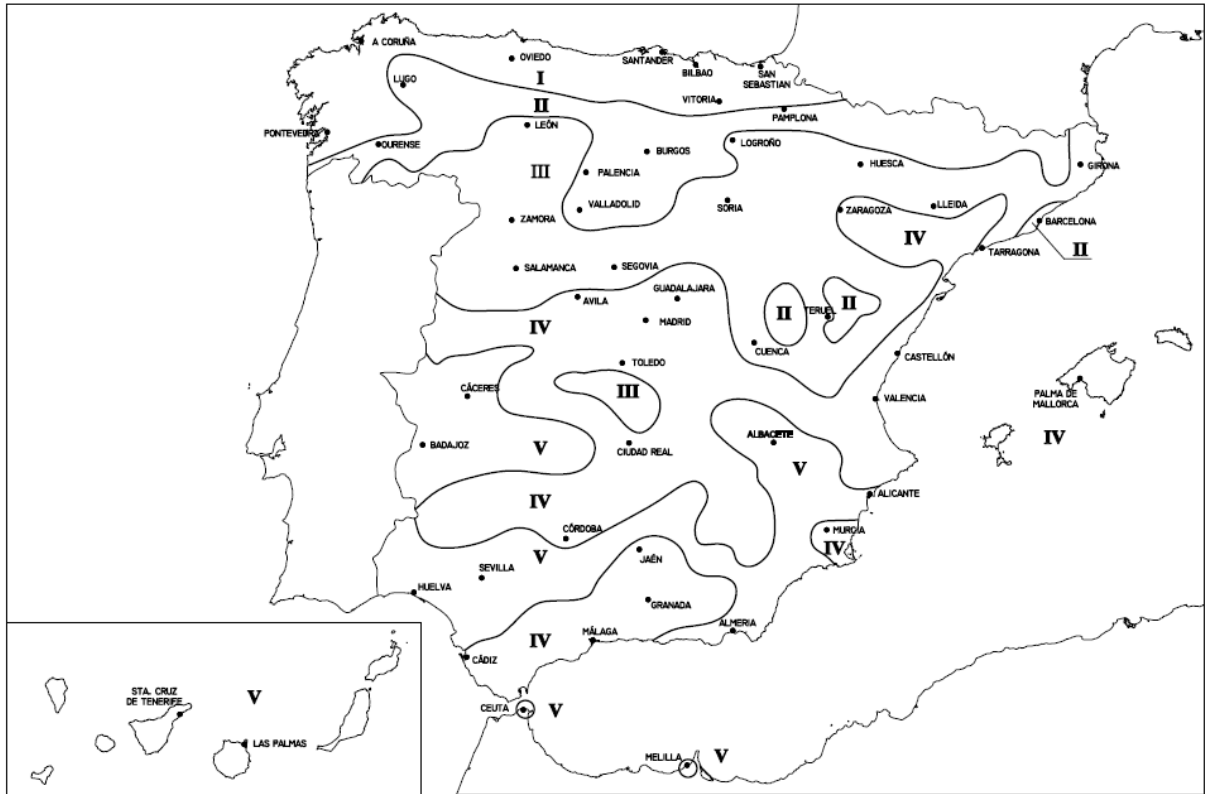 A CORUÑA
OVIEDO
SANTANDER
BILBAO
SAN
SEBASTIAN
I
LUGO
VITORIA
II
PAMPLONA
LEÓN
PONTEVEDRA
OURENSE
LOGROÑO
BURGOS
HUESCA
GIRONA
III
PALENCIA
VALLADOLID
SORIA
ZARAGOZA
LLEIDA
ZAMORA
BARCELONA
IV
II
TARRAGONA
SALAMANCA
SEGOVIA
AVILA
GUADALAJARA
II
TERUEL
II
IV
MADRID
CUENCA
CASTELLÓN
TOLEDO
CÁCERES
III
VALENCIA
PALMA DE
MALLORCA
IV
BADAJOZ
V
CIUDAD REAL
ALBACETE
V
IV
ALICANTE
CÓRDOBA
MURCIA
IV
V
JAÉN
SEVILLA
HUELVA
GRANADA
ALMERIA
IV
MÁLAGA
CÁDIZ
STA. CRUZ
DE TENERIFE
V
CEUTA
V
LAS PALMAS
MELILLA
V